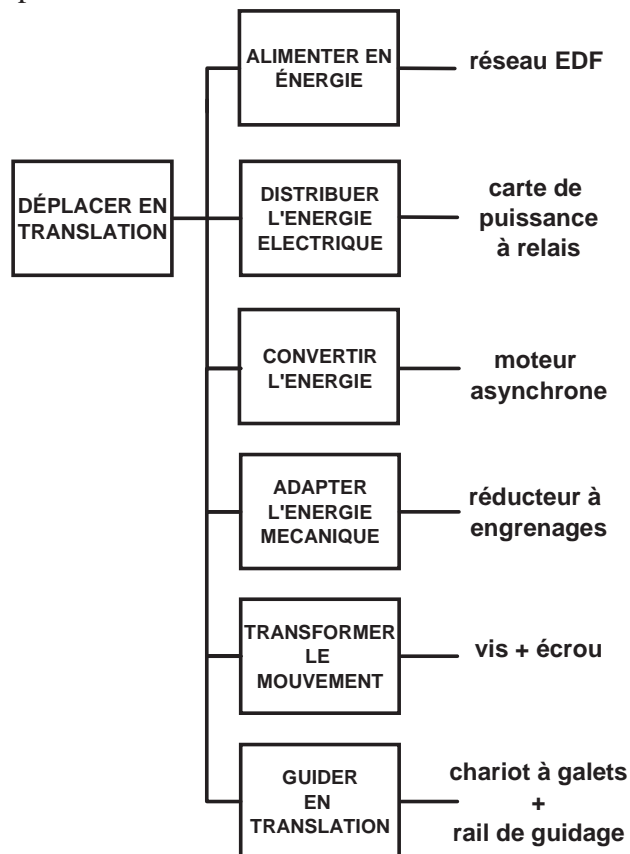 ALIMENTER EN
ÉNERGIE
réseau EDF
DÉPLACER EN
TRANSLATION
DISTRIBUER
L'ENERGIE
ELECTRIQUE
carte de
puissance
à relais
CONVERTIR
L'ENERGIE
moteur
asynchrone
ADAPTER
L'ENERGIE
MECANIQUE
réducteur à
engrenages
TRANSFORMER
LE
MOUVEMENT
vis + écrou
GUIDER
EN
TRANSLATION
chariot à galets
+
rail de guidage